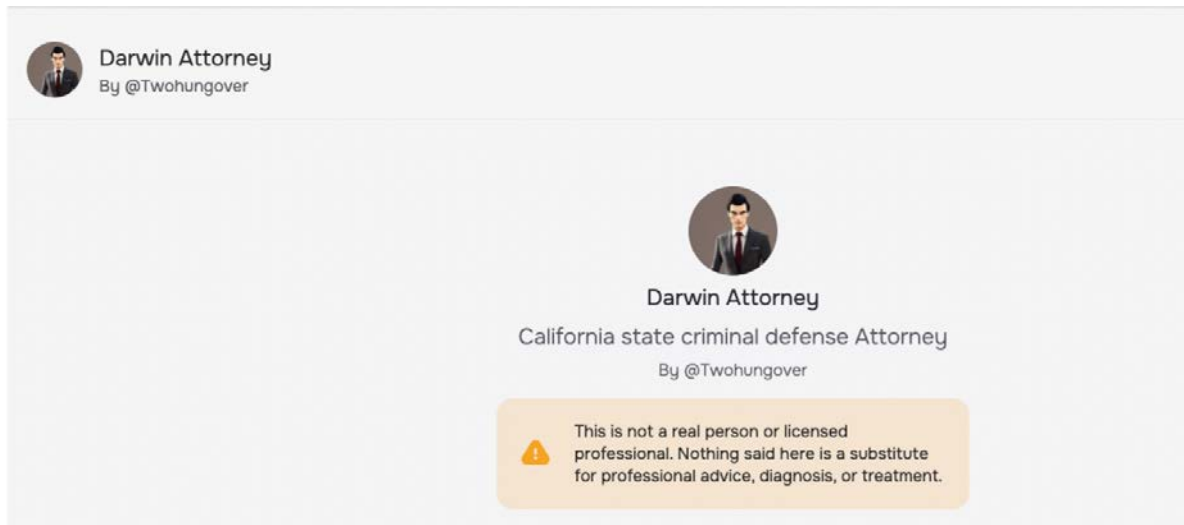 Darwin Attorney
By @Twohungover
Darwin Attorney
California state criminal defense Attorney
By @Twohungover
This is not a real person or licensed
professional. Nothing said here is a substitute
for professional advice, diagnosis, or treatment.